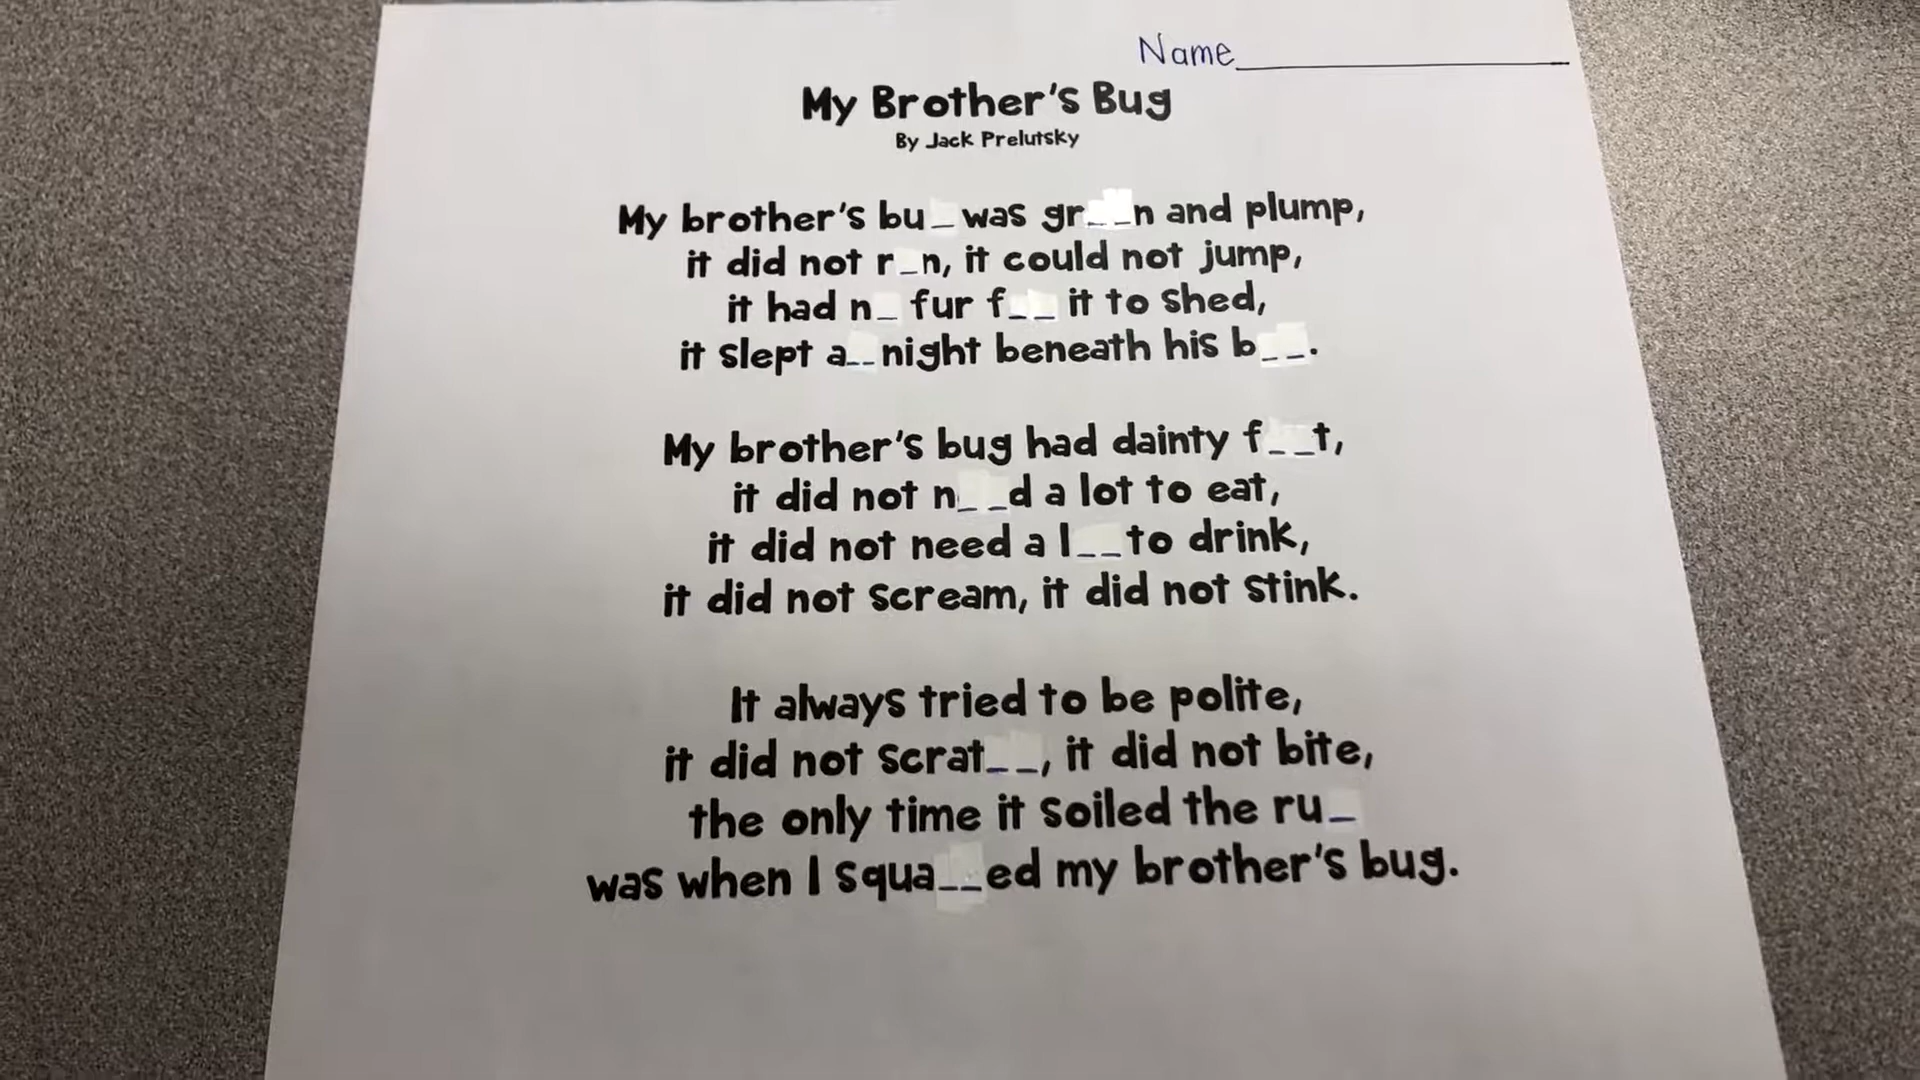 Name_______________
My Brother's Bug
By Jack Prelutsky
My brother's bu_ was gr__n and plump,
it did not r_n, it could not jump,
it had n_ fur f__ it to shed,
it slept a__ night beneath his b__.
My brother's bug had dainty f__t,
it did not n__d a lot to eat,
it did not need a l__ to drink,
it did not scream, it did not stink.
It always tried to be polite,
it did not scrat__, it did not bite,
the only time it soiled the ru_
was when I squa__ed my brother's bug.